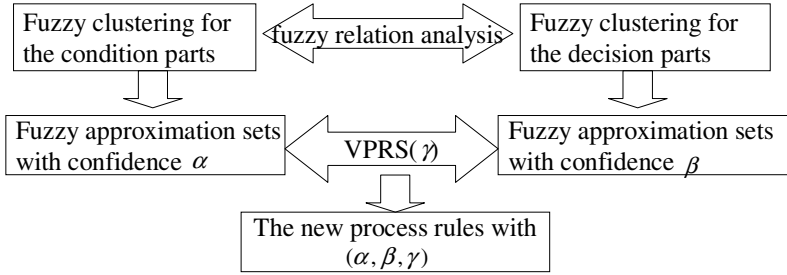 Fuzzy clustering for
the condition parts
fuzzy relation analysis
Fuzzy clustering for
the decision parts
Fuzzy approximation sets
with confidence α
VPRS(γ)
Fuzzy approximation sets
with confidence β
The new process rules with
(α, β, γ)